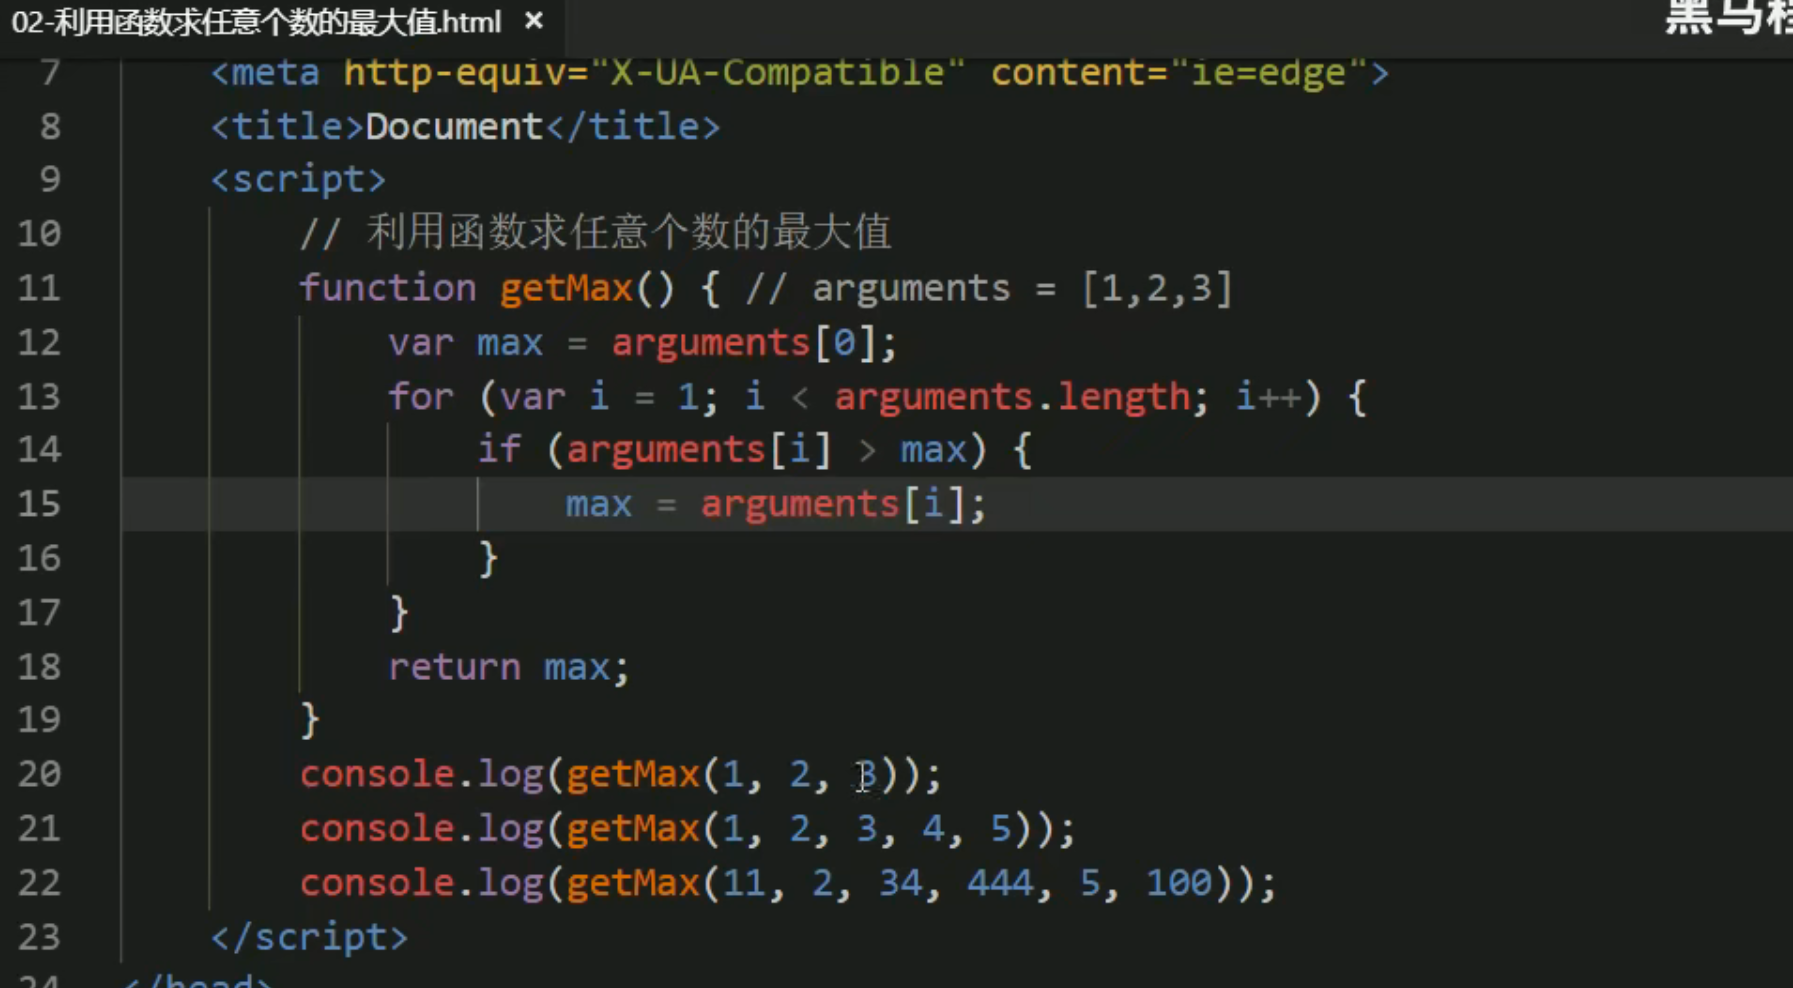 02-利用函数求任意个数的最大值.html ×
黑马程
7 <meta http-equiv="X-UA-Compatible" content="ie=edge">
8 <title>Document</title>
9 <script>
10 // 利用函数求任意个数的最大值
11 function getMax() { // arguments = [1,2,3]
12 var max = arguments[0];
13 for (var i = 1; i < arguments.length; i++) {
14 if (arguments[i] > max) {
15 max = arguments[i];
16 }
17 }
18 return max;
19 }
20 console.log(getMax(1, 2, 3));
21 console.log(getMax(1, 2, 3, 4, 5));
22 console.log(getMax(11, 2, 34, 444, 5, 100));
23 </script>
24 </head>